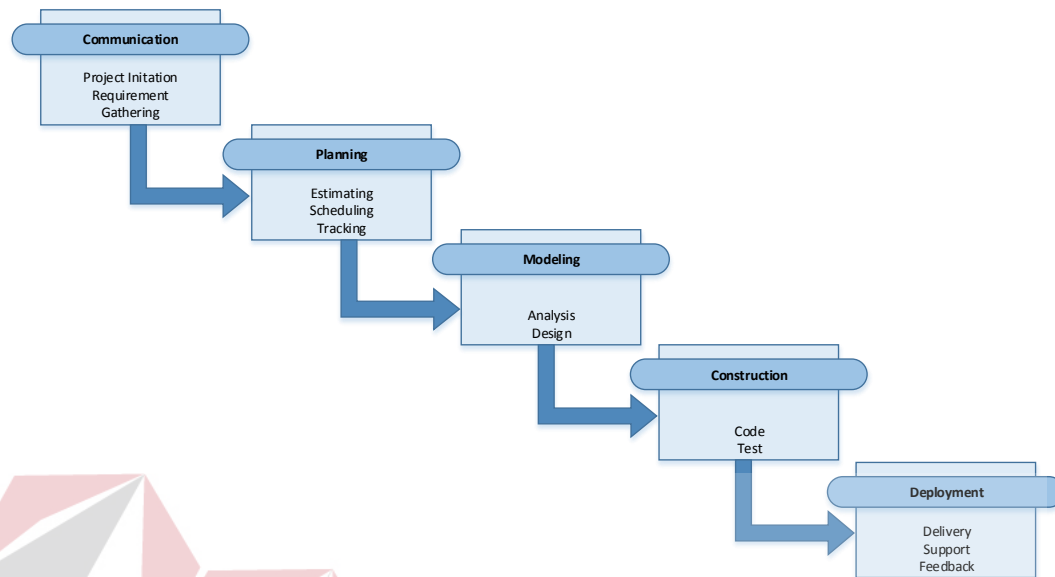 Communication
Project Initation
Requirement
Gathering
Planning
Estimating
Scheduling
Tracking
Modeling
Analysis
Design
Construction
Code
Test
Deployment
Delivery
Support
Feedback